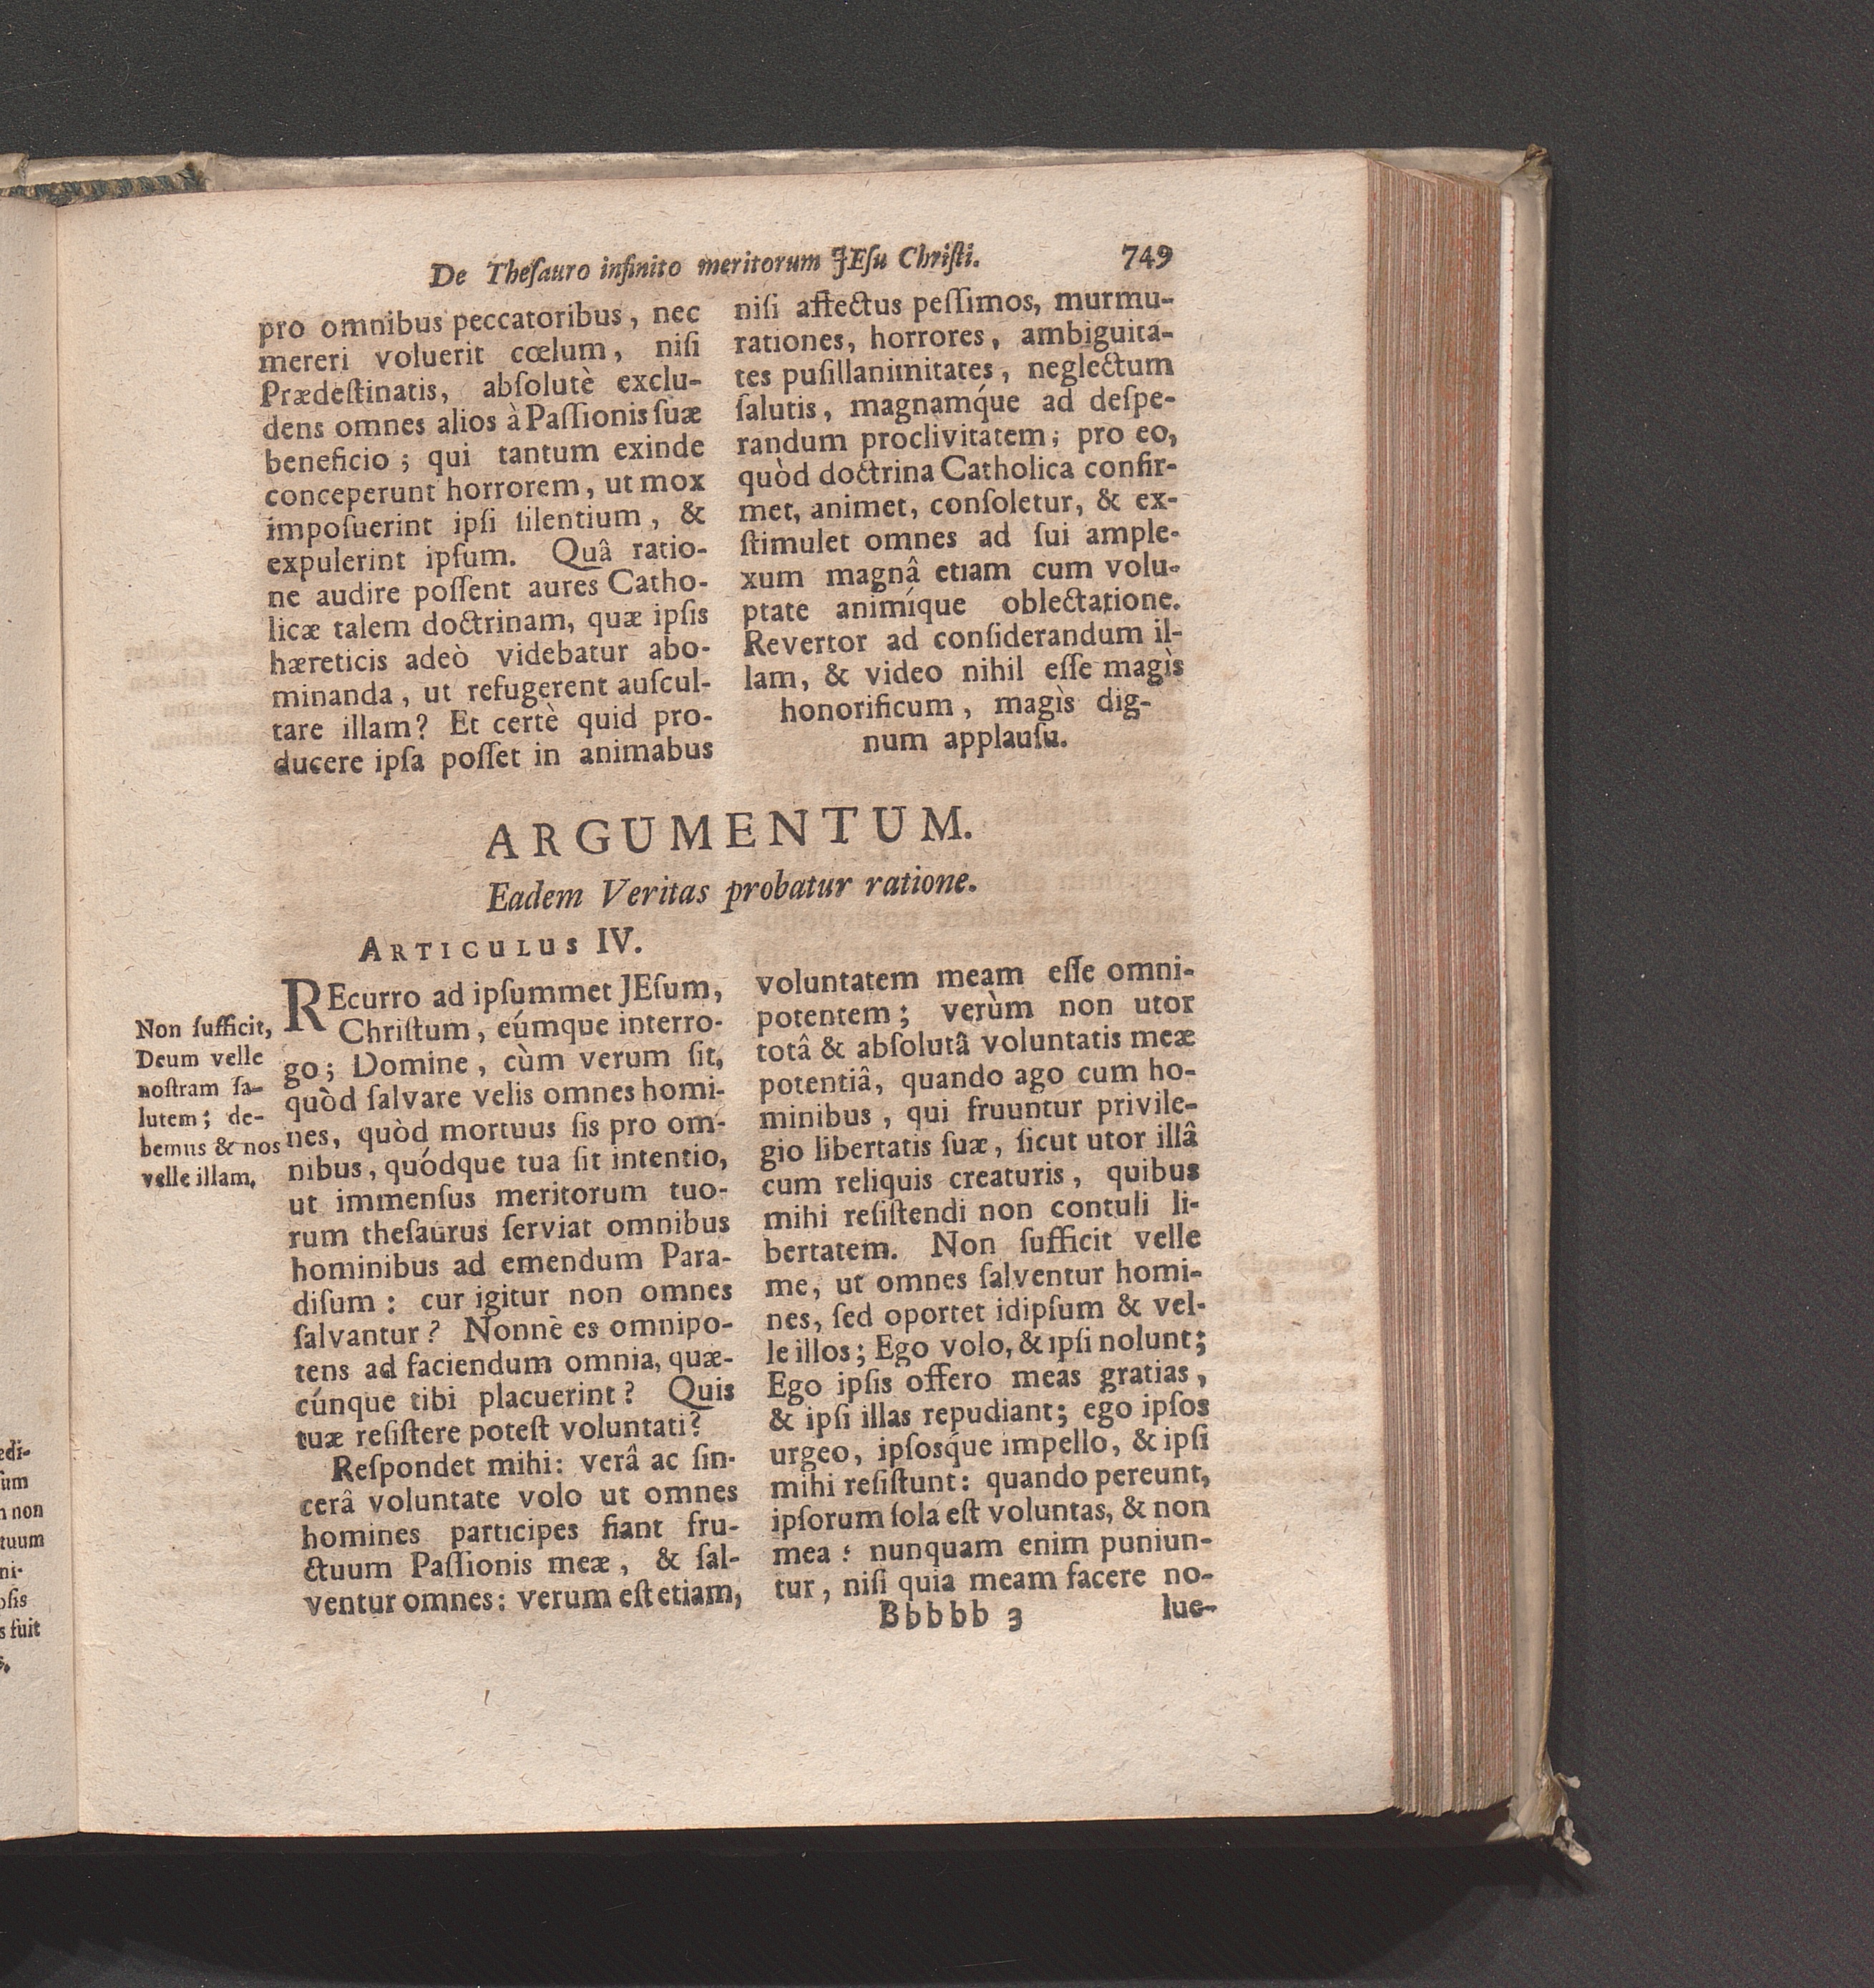 De Theſauro infinito meritorum JEſu Chriſti. 749
pro omnibus peccatoribus, nec
mereri voluerit cœlum, niſi
Prædeſtinatis, abſolutè exclu-
dens omnes alios à Paſſionis ſuæ
beneficio; qui tantum exinde
conceperunt horrorem, ut mox
impoſuerint ipſi ſilentium, &
expulerint ipſum. Quâ ratio-
ne audire poſſent aures Catho-
licæ talem doctrinam, quæ ipſis
hæreticis adeò videbatur abo-
minanda, ut refugerent auſcul-
tare illam? Et certè quid pro-
ducere ipſa poſſet in animabus
niſi affectus peſſimos, murmu-
rationes, horrores, ambiguita-
tes puſillanimitates, neglectum
ſalutis, magnamq́ue ad deſpe-
randum proclivitatem; pro eo,
quòd doctrina Catholica confir-
met, animet, conſoletur, & ex-
ſtimulet omnes ad ſui ample-
xum magnâ etiam cum volu-
ptate animíque oblectatione.
Revertor ad conſiderandum il-
lam, & video nihil eſſe magìs
honorificum, magìs dig-
num applauſu.
ARGUMENTUM.
Eadem Veritas probatur ratione.
ARTICULUS IV.
Non ſufficit,
Deum velle
noſtram ſa-
lutem; de-
bemus & nos
velle illam.
REcurro ad ipſummet JEſum,
Chriſtum, eúmque interro-
go; Domine, cùm verum ſit,
quòd ſalvare velis omnes homi-
nes, quòd mortuus ſis pro om-
nibus, quódque tua ſit intentio,
ut immenſus meritorum tuo-
rum theſaurus ſerviat omnibus
hominibus ad emendum Para-
diſum: cur igitur non omnes
ſalvantur? Nonnè es omnipo-
tens ad faciendum omnia, quæ-
cúnque tibi placuerint? Quis
tuæ reſiſtere poteſt voluntati?
Reſpondet mihi: verâ ac ſin-
cerâ voluntate volo ut omnes
homines participes fiant fru-
ctuum Paſſionis meæ, & ſal-
ventur omnes: verum eſt etiam,
voluntatem meam eſſe omni-
potentem; verùm non utor
totâ & abſolutâ voluntatis meæ
potentiâ, quando ago cum ho-
minibus, qui fruuntur privile-
gio libertatis ſuæ, ſicut utor illâ
cum reliquis creaturis, quibus
mihi reſiſtendi non contuli li-
bertatem. Non ſufficit velle
me, ut omnes ſalventur homi-
nes, ſed oportet idipſum & vel-
le illos; Ego volo, & ipſi nolunt;
Ego ipſis offero meas gratias,
& ipſi illas repudiant; ego ipſos
urgeo, ipſosq́ue impello, & ipſi
mihi reſiſtunt: quando pereunt,
ipſorum ſola eſt voluntas, & non
mea: nunquam enim puniun-
tur, niſi quia meam facere no-
Bbbbb 3 lue-